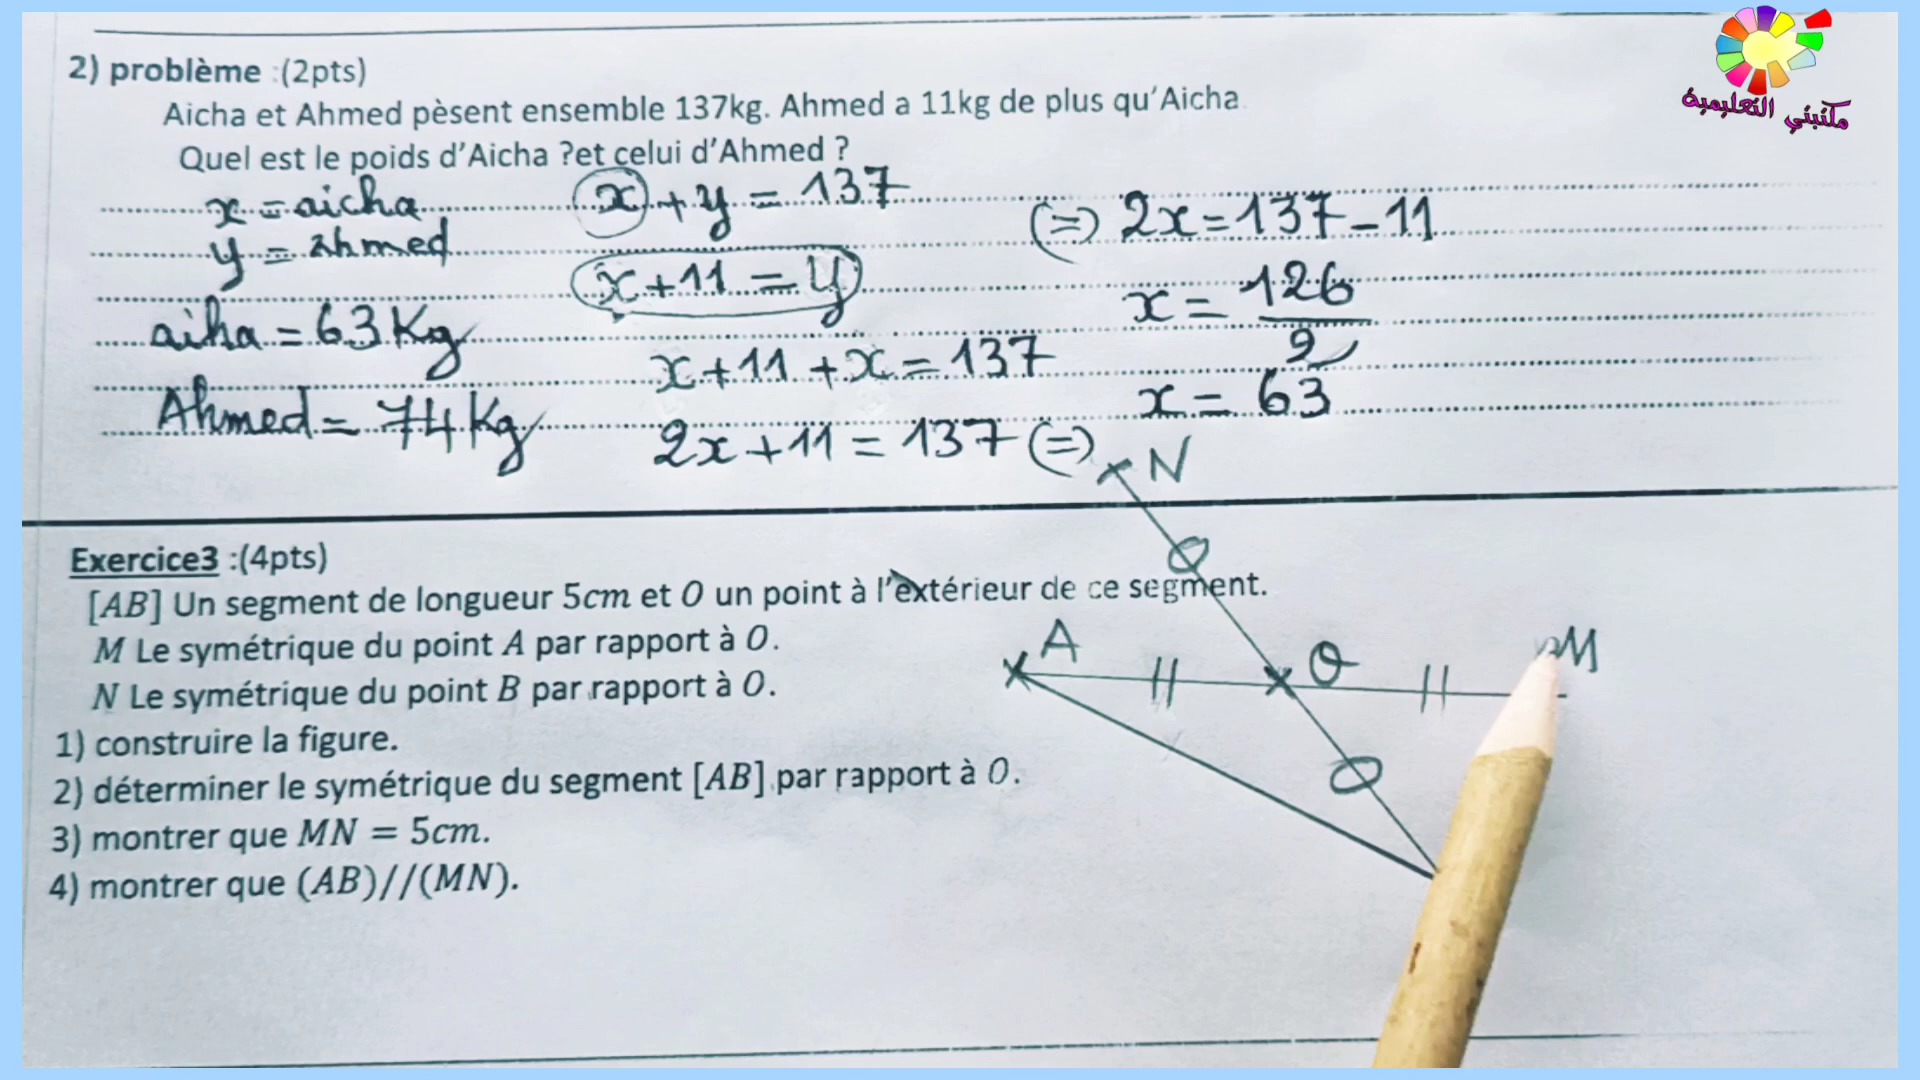 مكتبتي التعليمية
2) problème :(2pts)
Aicha et Ahmed pèsent ensemble 137kg. Ahmed a 11kg de plus qu'Aicha.
Quel est le poids d'Aicha ?et celui d'Ahmed ?
x = aicha
y = ahmed
aiha = 63 Kg
Ahmed = 74 Kg
x + y = 137
x + 11 = y
x + 11 + x = 137
2x + 11 = 137 (=)
(=) 2x = 137 - 11
x = 126
2
x = 63
Exercice3 :(4pts)
[AB] Un segment de longueur 5cm et O un point à l'extérieur de ce segment.
M Le symétrique du point A par rapport à O.
N Le symétrique du point B par rapport à O.
1) construire la figure.
2) déterminer le symétrique du segment [AB] par rapport à O.
3) montrer que MN = 5cm.
4) montrer que (AB)//(MN).
N
A
O
M